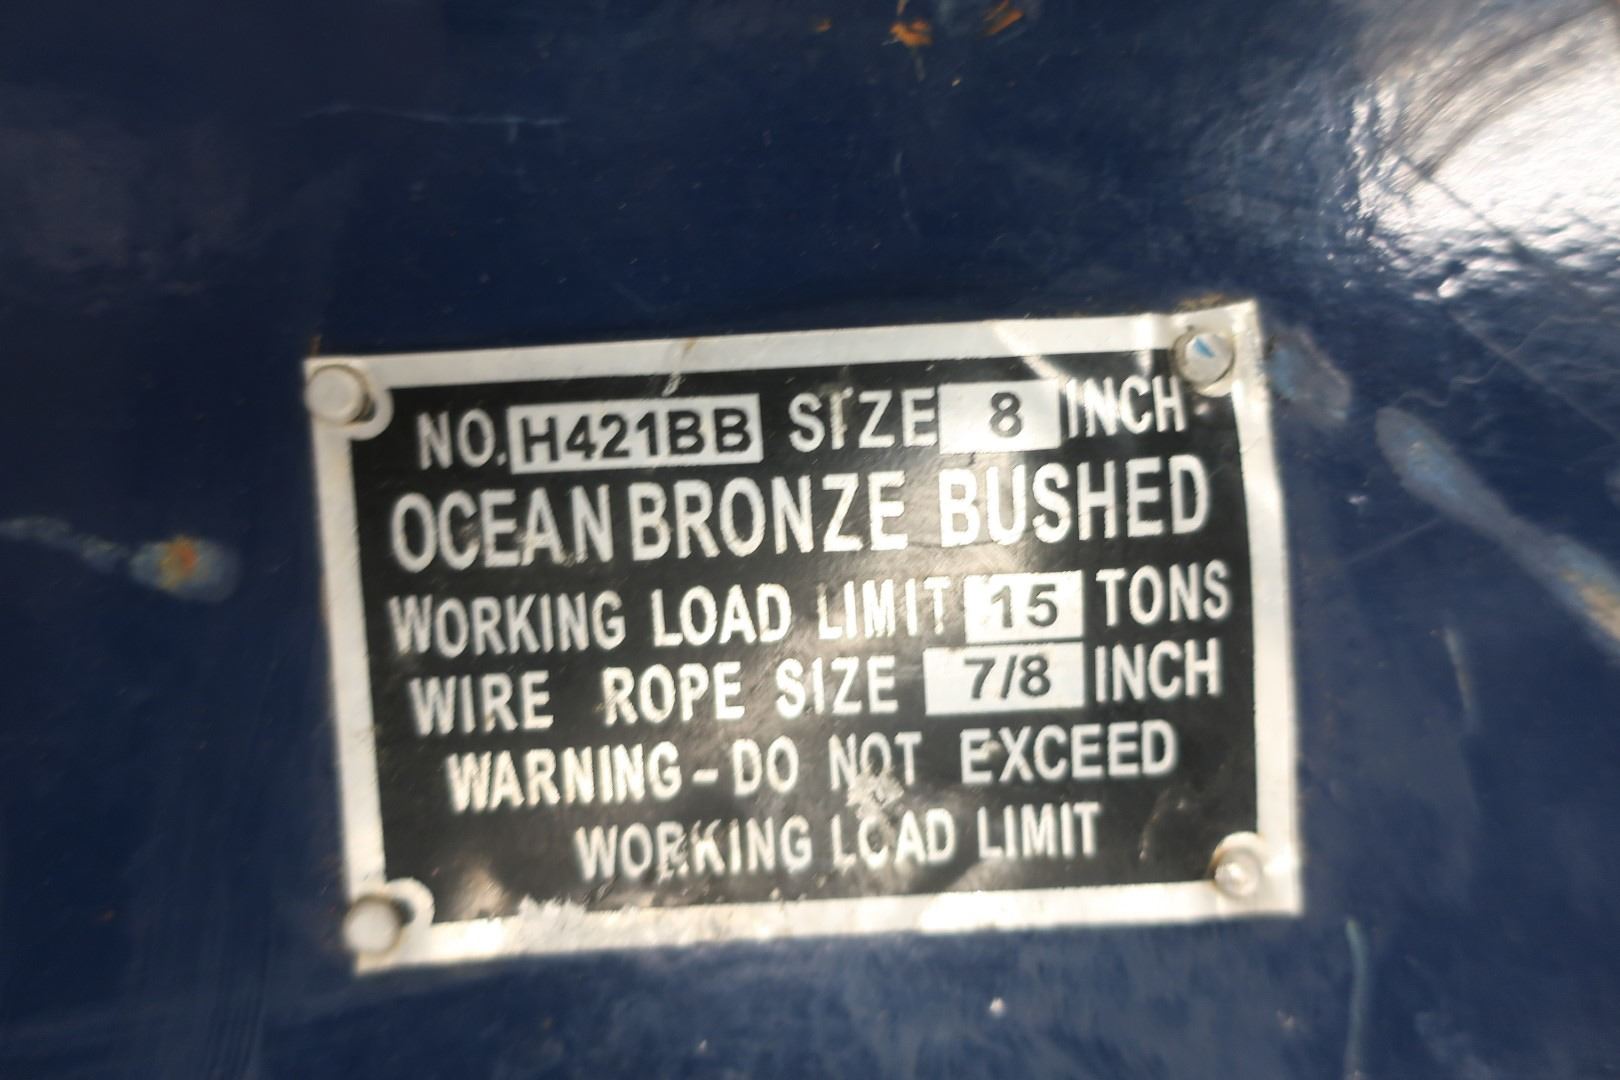 NO. H421BB SIZE 8 INCH
OCEAN BRONZE BUSHED
WORKING LOAD LIMIT 15 TONS
WIRE ROPE SIZE 7/8 INCH
WARNING - DO NOT EXCEED
WORKING LOAD LIMIT